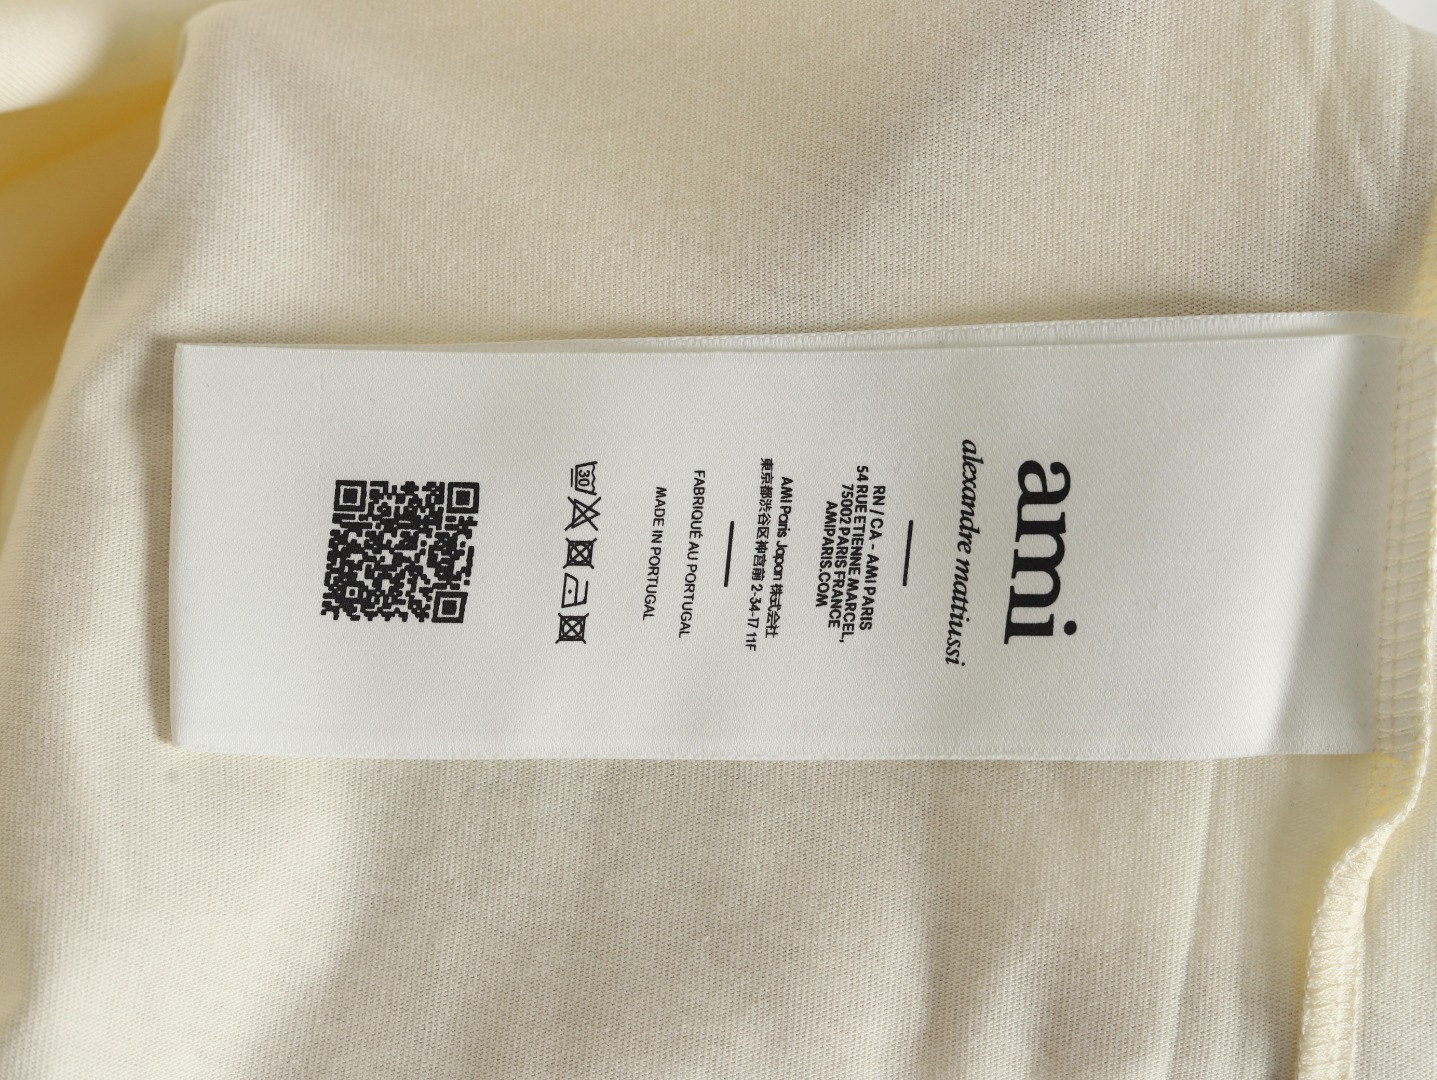 ami
alexandre mattiussi
RN / CA - AMI PARIS
54 RUE ETIENNE MARCEL,
75002 PARIS FRANCE
AMIPARIS.COM
AMI Paris Japan 株式会社
東京都渋谷区神宮前 2-34-17 11F
FABRIQUÉ AU PORTUGAL
MADE IN PORTUGAL
30